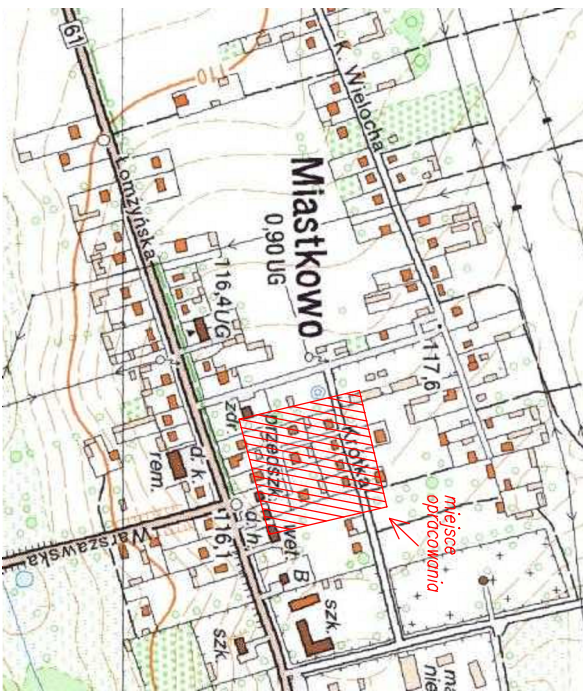 61
110
K. Wielocha
Łomżyńska
Miastkowo
0,90 UG
116,4
UG
117,6
zdr.
przedszk.
Krótka
miejsce
opracowania
d. k.
rem.
d. h.
wet.
B
116,1
Warszawska
szk.
szk.